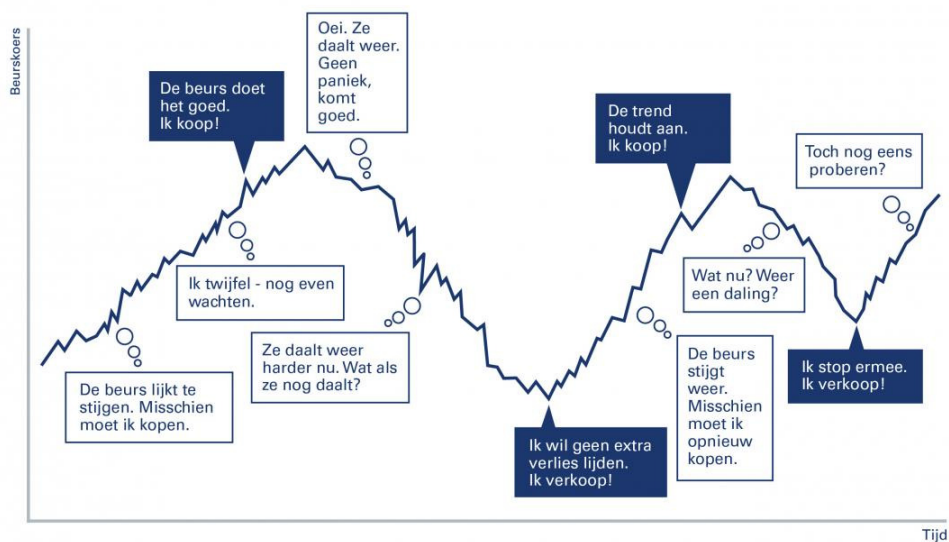 Beurskoers
De beurs lijkt te
stijgen. Misschien
moet ik kopen.
Ik twijfel - nog even
wachten.
De beurs doet
het goed.
Ik koop!
Oei. Ze
daalt weer.
Geen
paniek,
komt
goed.
Ze daalt weer
harder nu. Wat als
ze nog daalt?
Ik wil geen extra
verlies lijden.
Ik verkoop!
De beurs
stijgt
weer.
Misschien
moet ik
opnieuw
kopen.
De trend
houdt aan.
Ik koop!
Wat nu? Weer
een daling?
Ik stop ermee.
Ik verkoop!
Toch nog eens
proberen?
Tijd